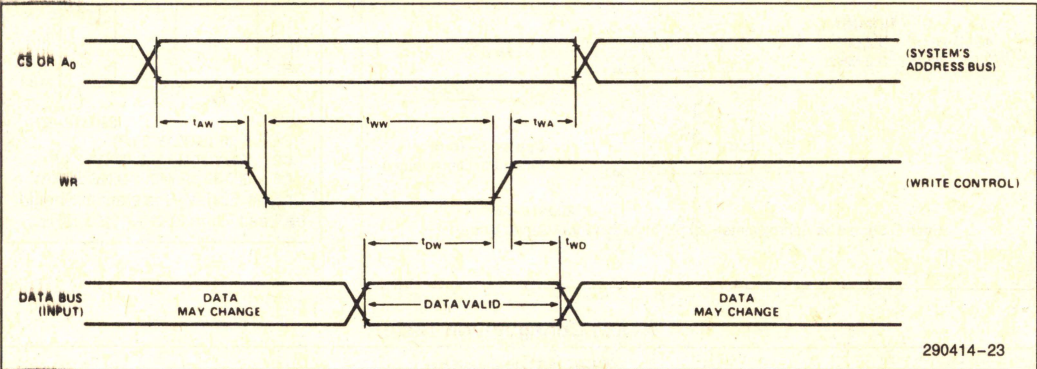 CS OR A0
(SYSTEM'S
ADDRESS BUS)
tAW
tWW
tWA
WR
(WRITE CONTROL)
tDW
tWD
DATA BUS
(INPUT)
DATA
MAY CHANGE
DATA VALID
DATA
MAY CHANGE
290414-23